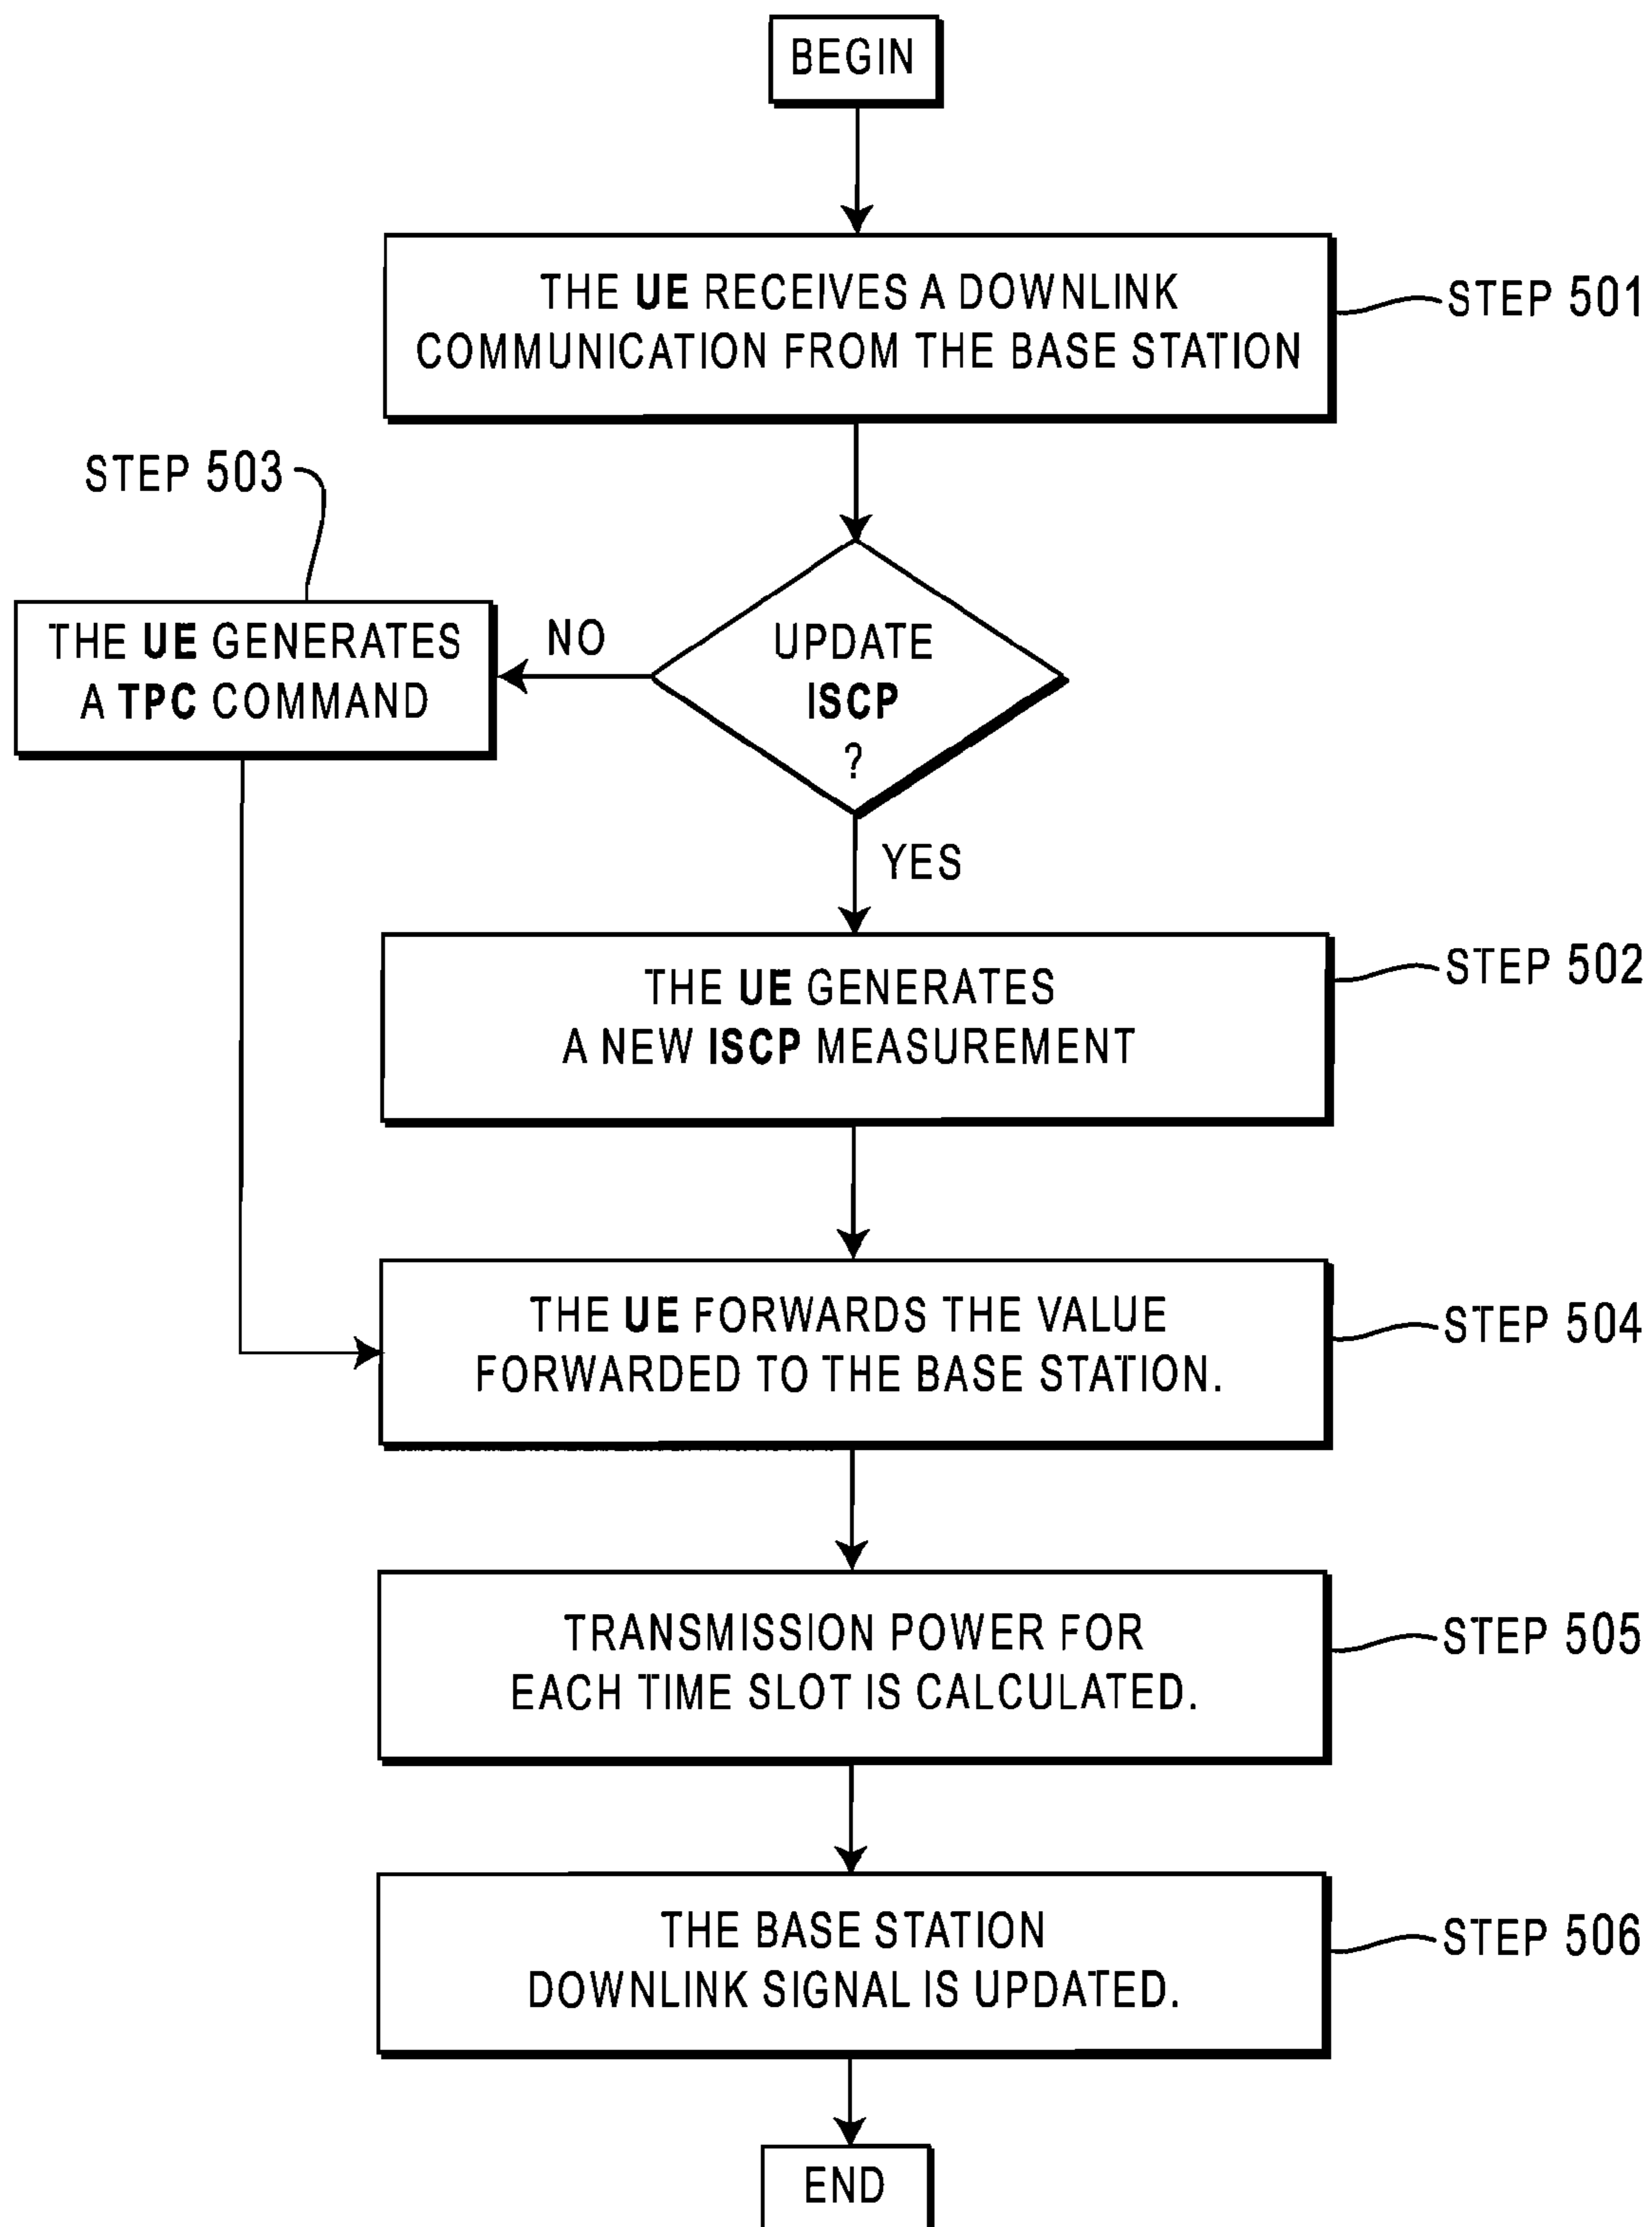 BEGIN
THE UE RECEIVES A DOWNLINK
COMMUNICATION FROM THE BASE STATION
STEP 501
STEP 503
THE UE GENERATES
A TPC COMMAND
NO
UPDATE
ISCP
?
YES
THE UE GENERATES
A NEW ISCP MEASUREMENT
STEP 502
THE UE FORWARDS THE VALUE
FORWARDED TO THE BASE STATION.
STEP 504
TRANSMISSION POWER FOR
EACH TIME SLOT IS CALCULATED.
STEP 505
THE BASE STATION
DOWNLINK SIGNAL IS UPDATED.
STEP 506
END